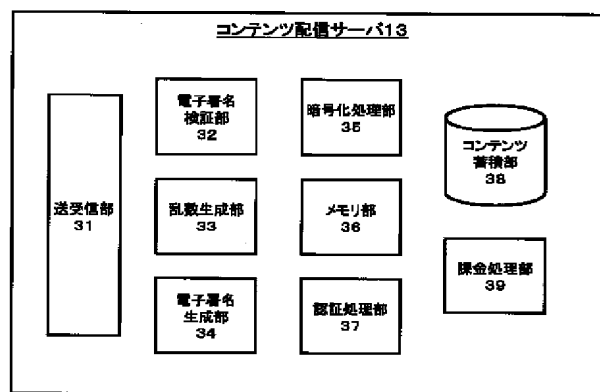 コンテンツ配信サーバ13
送受信部
31
電子署名
検証部
32
乱数生成部
33
電子署名
生成部
34
暗号化処理部
35
メモリ部
36
認証処理部
37
コンテンツ
蓄積部
38
課金処理部
39